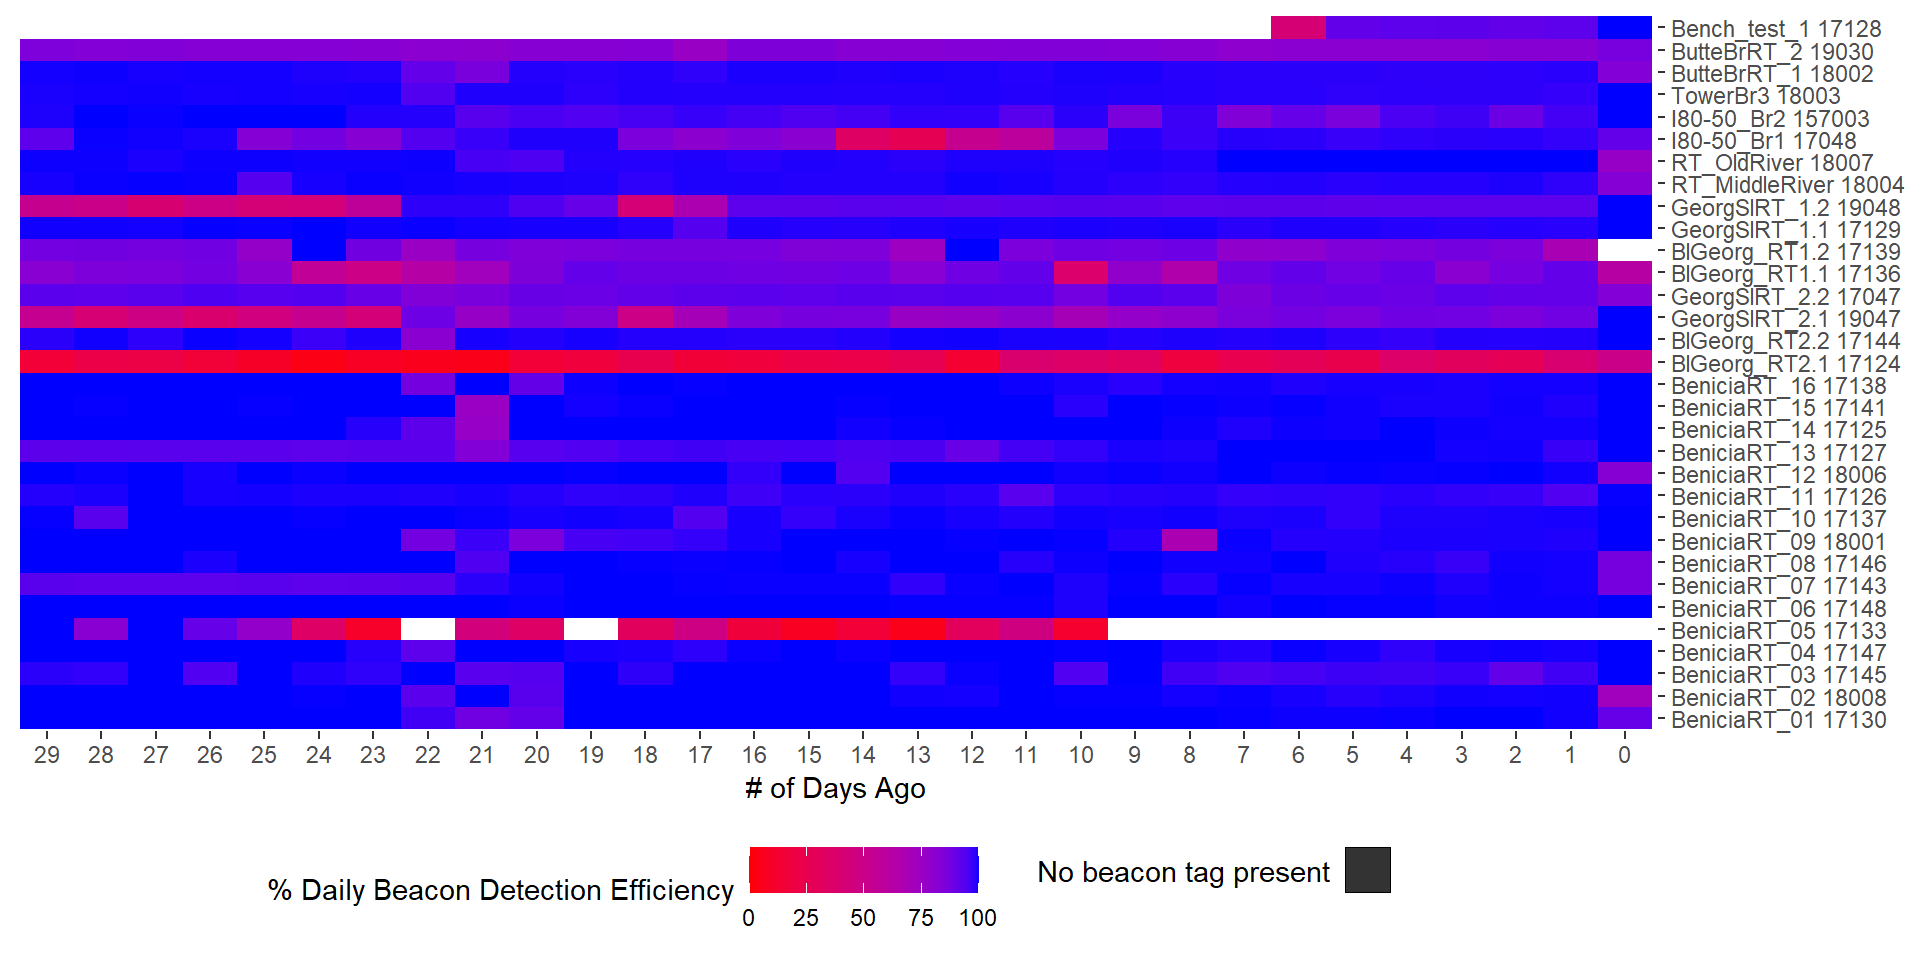 Bench_test_1 17128
ButteBrRT_2 19030
ButteBrRT_1 18002
TowerBr3 18003
I80-50_Br2 157003
I80-50_Br1 17048
RT_OldRiver 18007
RT_MiddleRiver 18004
GeorgSlRT_1.2 19048
GeorgSlRT_1.1 17129
BlGeorg_RT1.2 17139
BlGeorg_RT1.1 17136
GeorgSlRT_2.2 17047
GeorgSlRT_2.1 19047
BlGeorg_RT2.2 17144
BlGeorg_RT2.1 17124
BeniciaRT_16 17138
BeniciaRT_15 17141
BeniciaRT_14 17125
BeniciaRT_13 17127
BeniciaRT_12 18006
BeniciaRT_11 17126
BeniciaRT_10 17137
BeniciaRT_09 18001
BeniciaRT_08 17146
BeniciaRT_07 17143
BeniciaRT_06 17148
BeniciaRT_05 17133
BeniciaRT_04 17147
BeniciaRT_03 17145
BeniciaRT_02 18008
BeniciaRT_01 17130
29 28 27 26 25 24 23 22 21 20 19 18 17 16 15 14 13 12 11 10 9 8 7 6 5 4 3 2 1 0
# of Days Ago
% Daily Beacon Detection Efficiency
0 25 50 75 100
No beacon tag present